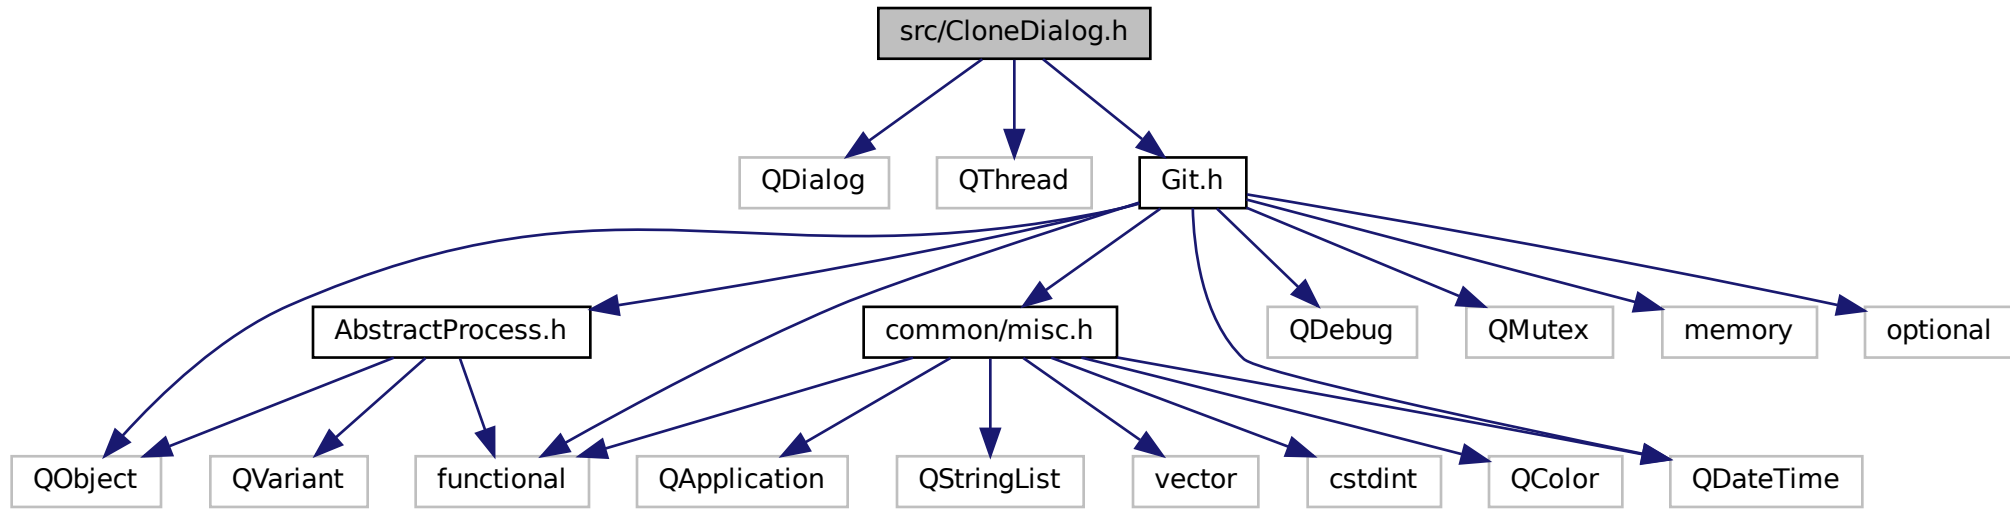 src/CloneDialog.h
QDialog
QThread
Git.h
AbstractProcess.h
common/misc.h
QDebug
QMutex
memory
optional
QObject
QVariant
functional
QApplication
QStringList
vector
cstdint
QColor
QDateTime